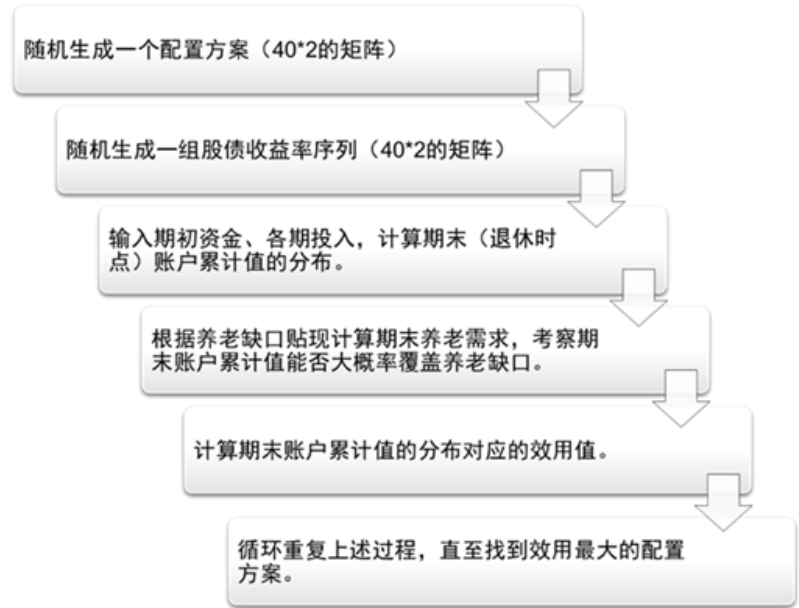 随机生成一个配置方案（40*2的矩阵）
随机生成一组股债收益率序列（40*2的矩阵）
输入期初资金、各期投入，计算期末（退休时
点）账户累计值的分布。
根据养老缺口贴现计算期末养老需求，考察期
末账户累计值能否大概率覆盖养老缺口。
计算期末账户累计值的分布对应的效用值。
循环重复上述过程，直至找到效用最大的配置
方案。